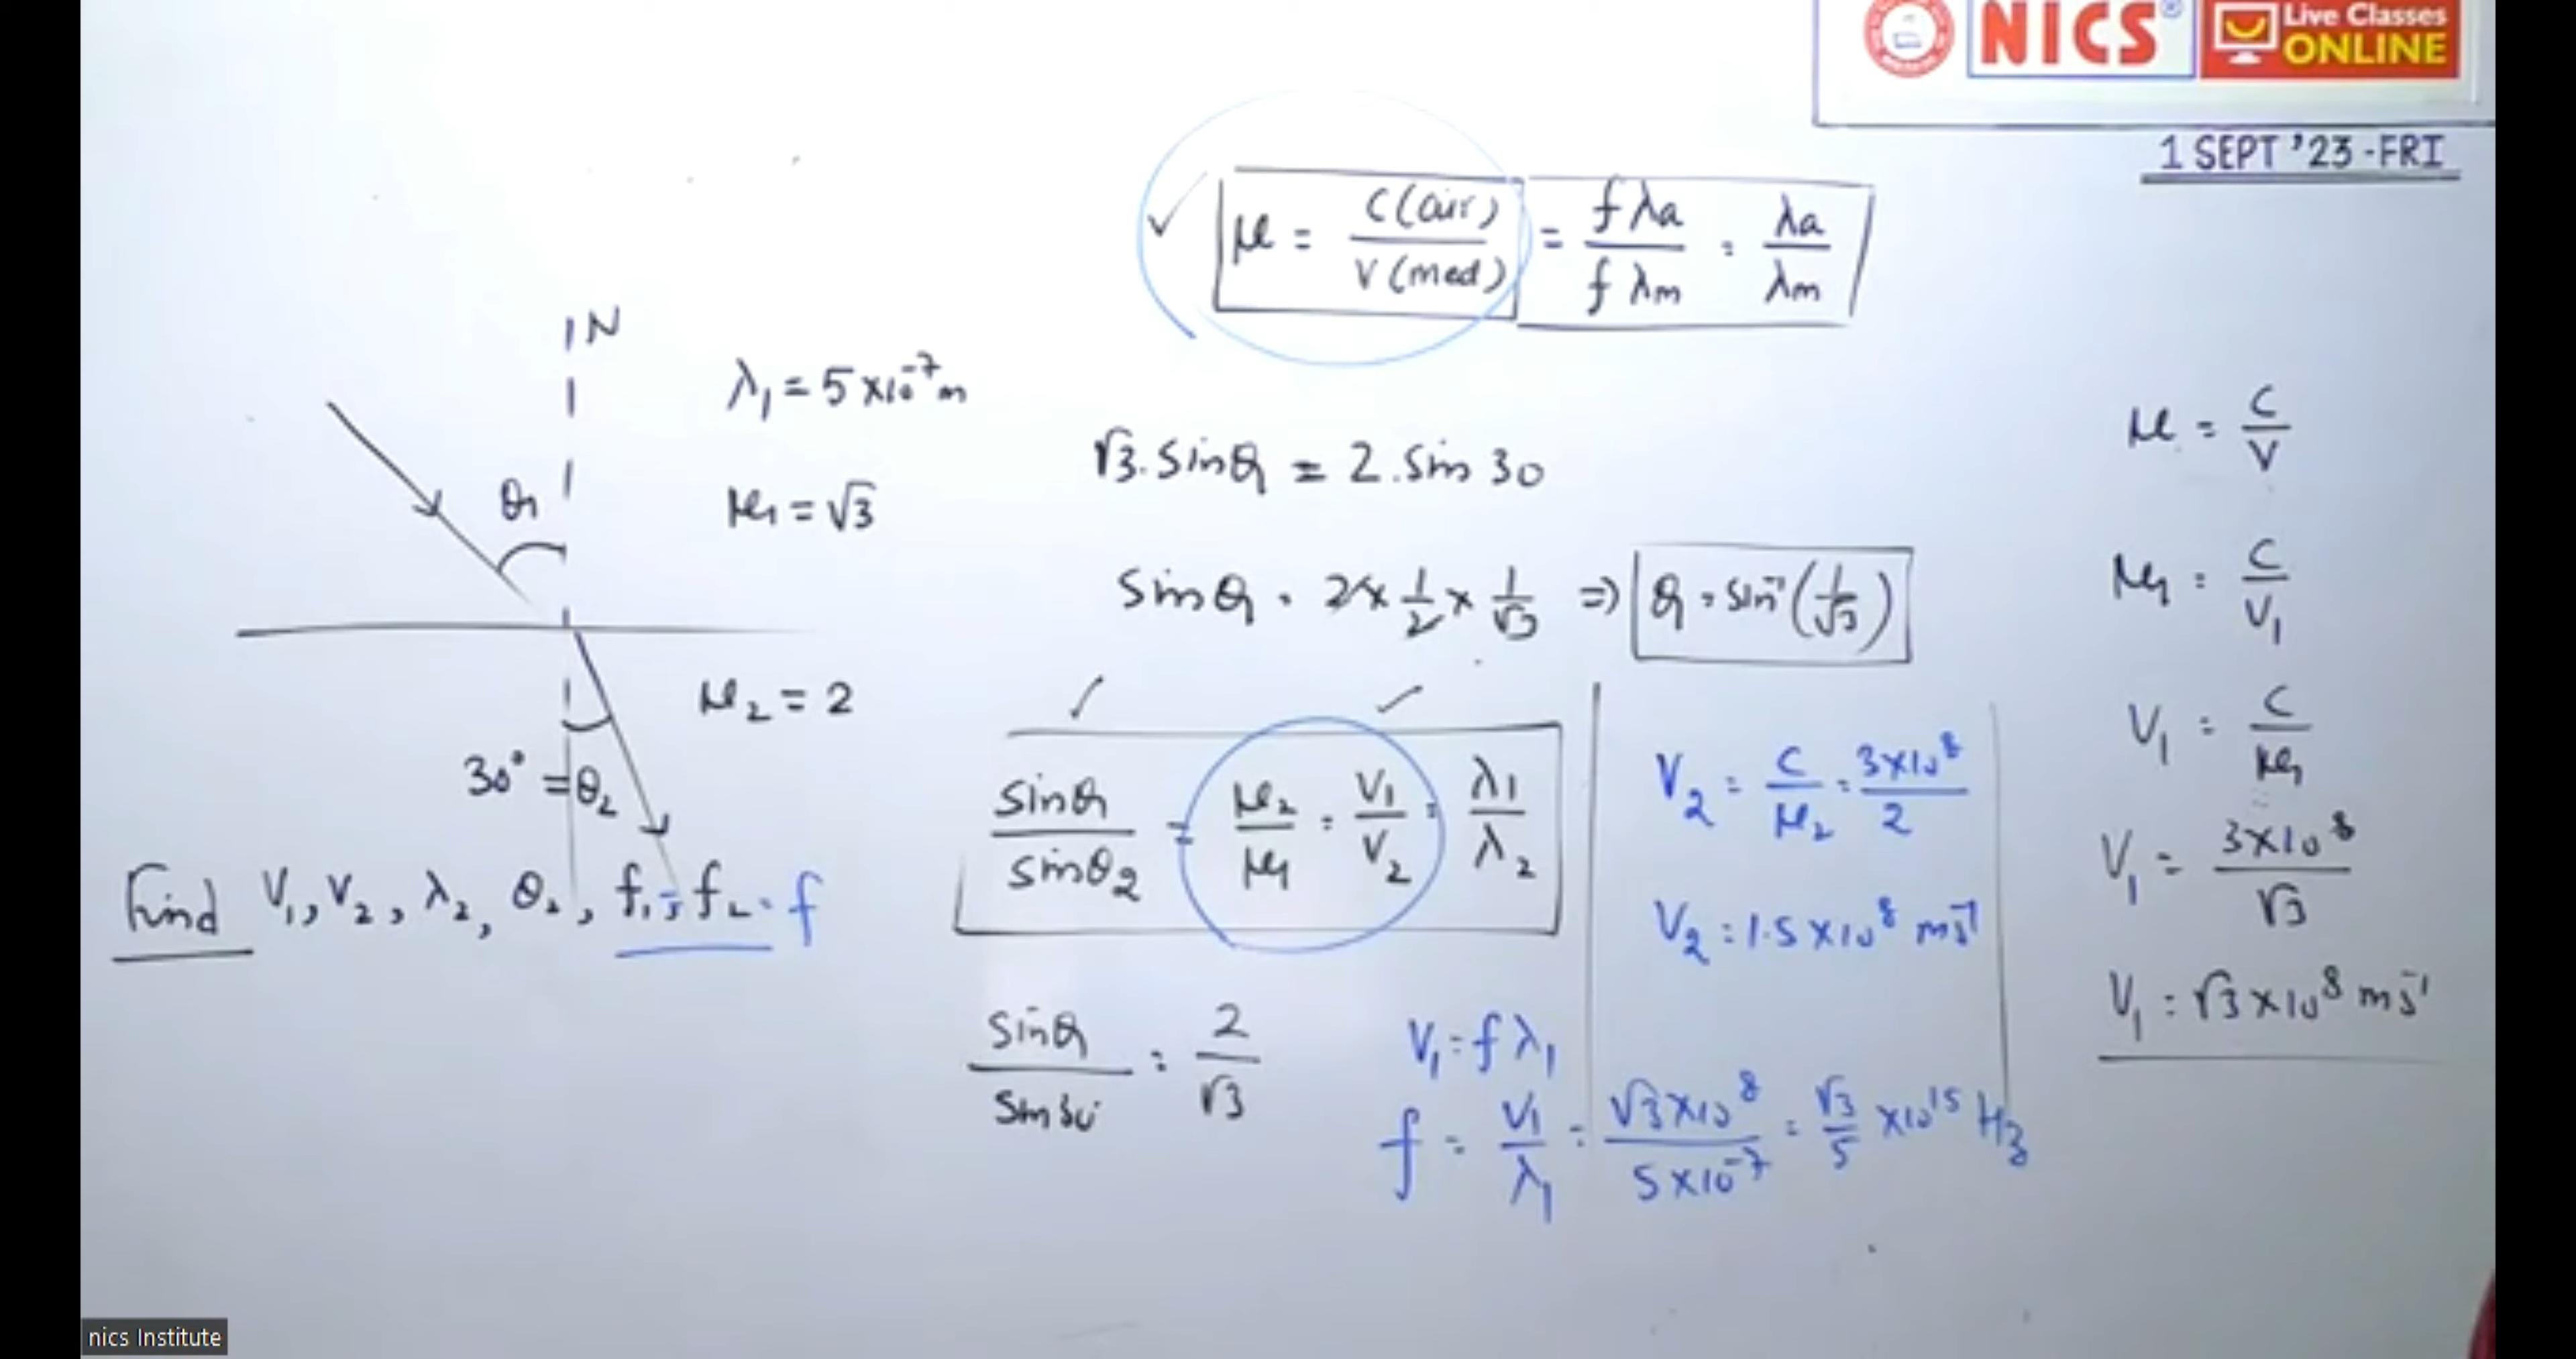 NICS®
Live Classes
ONLINE
1 SEPT '23 - FRI
μ = C(air) / V(med) = fλa / fλm = λa / λm
N
λ₁ = 5×10⁻⁷m
θ₁
μ₁ = √3
μ₂ = 2
30° = θ₂
Find V₁, V₂, λ₂, θ₂, f₁ = f₂ = f
√3.sinθ₁ = 2.sin 30
sinθ₁ = 2×1/2×1/√3 ⇒ θ₁ = sin⁻¹(1/√3)
sinθ₁ / sinθ₂ = μ₂/μ₁ = V₁/V₂ = λ₁/λ₂
sinθ₁ / sin30 = 2/√3
V₂ = C/μ₂ = 3×10⁸/2
V₂ = 1.5×10⁸ ms⁻¹
V₁ = fλ₁
f = V₁/λ₁ = √3×10⁸ / 5×10⁻⁷ = √3/5 ×10¹⁵ Hz
μ = C/V
μ₁ = C/V₁
V₁ = C/μ₁
V₁ = 3×10⁸/√3
V₁ = √3×10⁸ ms⁻¹
nics Institute